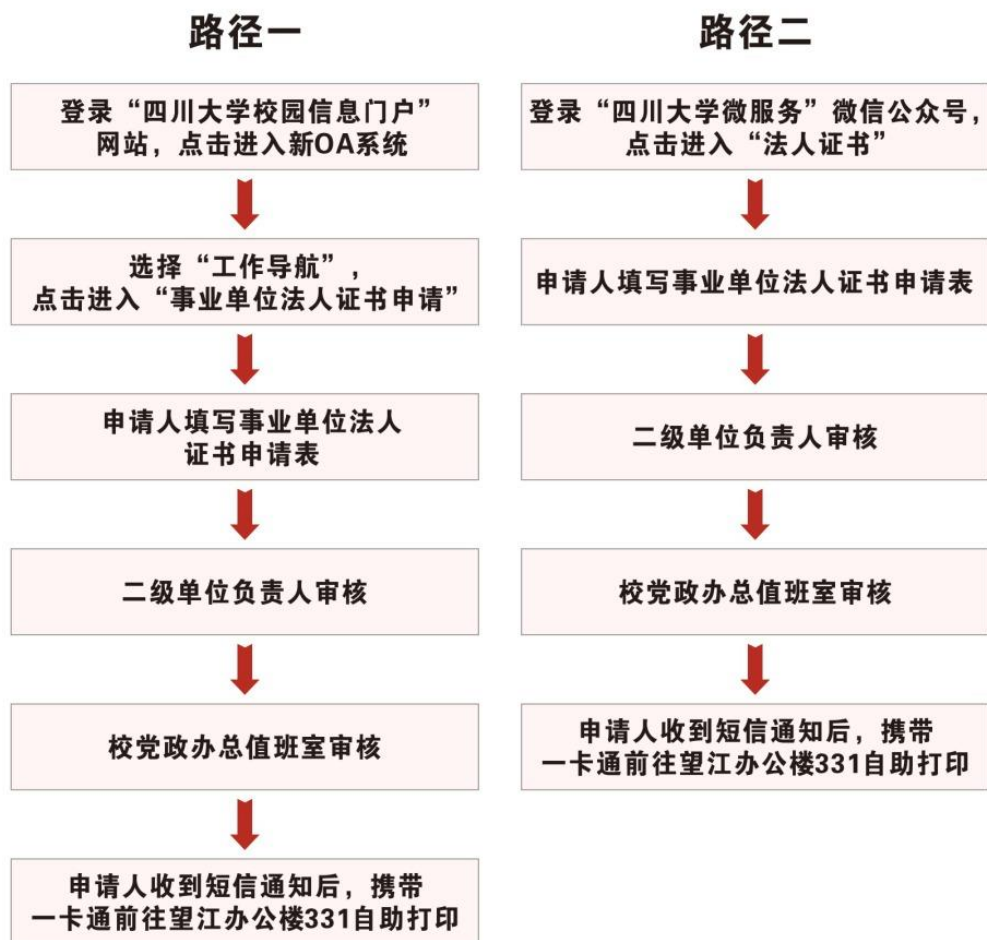 路径一
登录“四川大学校园信息门户”
网站，点击进入新OA系统
选择“工作导航”，
点击进入“事业单位法人证书申请”
申请人填写事业单位法人
证书申请表
二级单位负责人审核
校党政办总值班室审核
申请人收到短信通知后，携带
一卡通前往望江办公楼331自助打印
路径二
登录“四川大学微服务”微信公众号，
点击进入“法人证书”
申请人填写事业单位法人证书申请表
二级单位负责人审核
校党政办总值班室审核
申请人收到短信通知后，携带
一卡通前往望江办公楼331自助打印